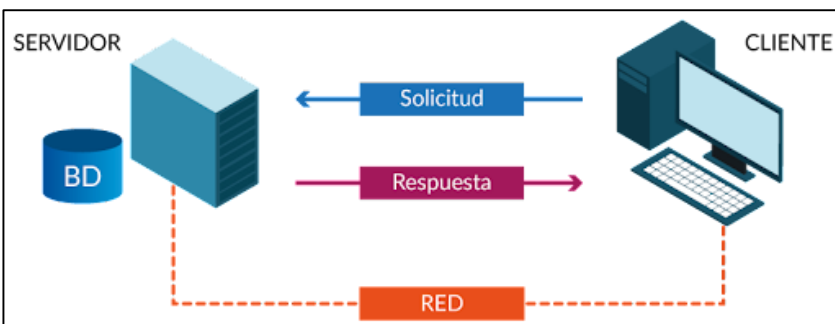 SERVIDOR
CLIENTE
Solicitud
BD
Respuesta
RED